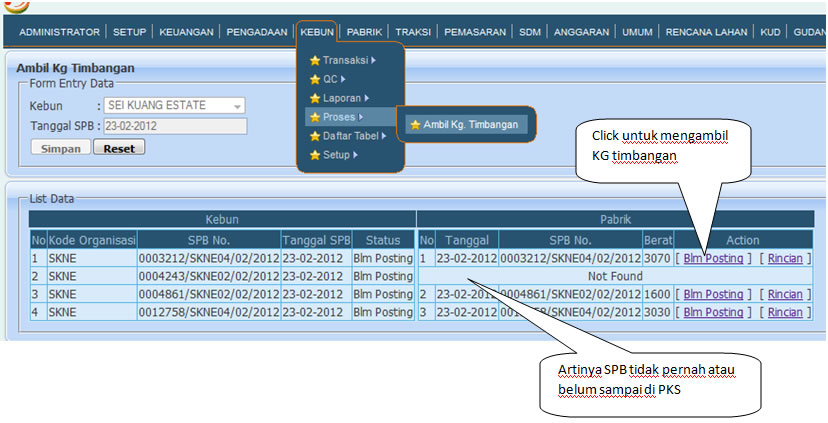 ADMINISTRATOR SETUP KEUANGAN PENGADAAN KEBUN PABRIK TRAKSI PEMASARAN SDM ANGGARAN UMUM RENCANA LAHAN KUD GUDAN
Ambil Kg Timbangan
Form Entry Data
Kebun : SEI KUANG ESTATE
Tanggal SPB : 23-02-2012
Simpan Reset
Transaksi
QC
Laporan
Proses
Daftar Tabel
Setup
Ambil Kg. Timbangan
Click untuk mengambil
KG timbangan
List Data
Kebun Pabrik
No Kode Organisasi SPB No. Tanggal SPB Status No Tanggal SPB No. Berat Action
1 SKNE 0003212/SKNE04/02/2012 23-02-2012 Blm Posting 1 23-02-2012 0003212/SKNE04/02/2012 3070 [ Blm Posting ] [ Rincian ]
2 SKNE 0004243/SKNE02/02/2012 23-02-2012 Blm Posting Not Found
3 SKNE 0004861/SKNE02/02/2012 23-02-2012 Blm Posting 2 23-02-2012 0004861/SKNE02/02/2012 1600 [ Blm Posting ] [ Rincian ]
4 SKNE 0012758/SKNE04/02/2012 23-02-2012 Blm Posting 3 23-02-2012 /SKNE04/02/2012 3030 [ Blm Posting ] [ Rincian ]
Artinya SPB tidak pernah atau
belum sampai di PKS